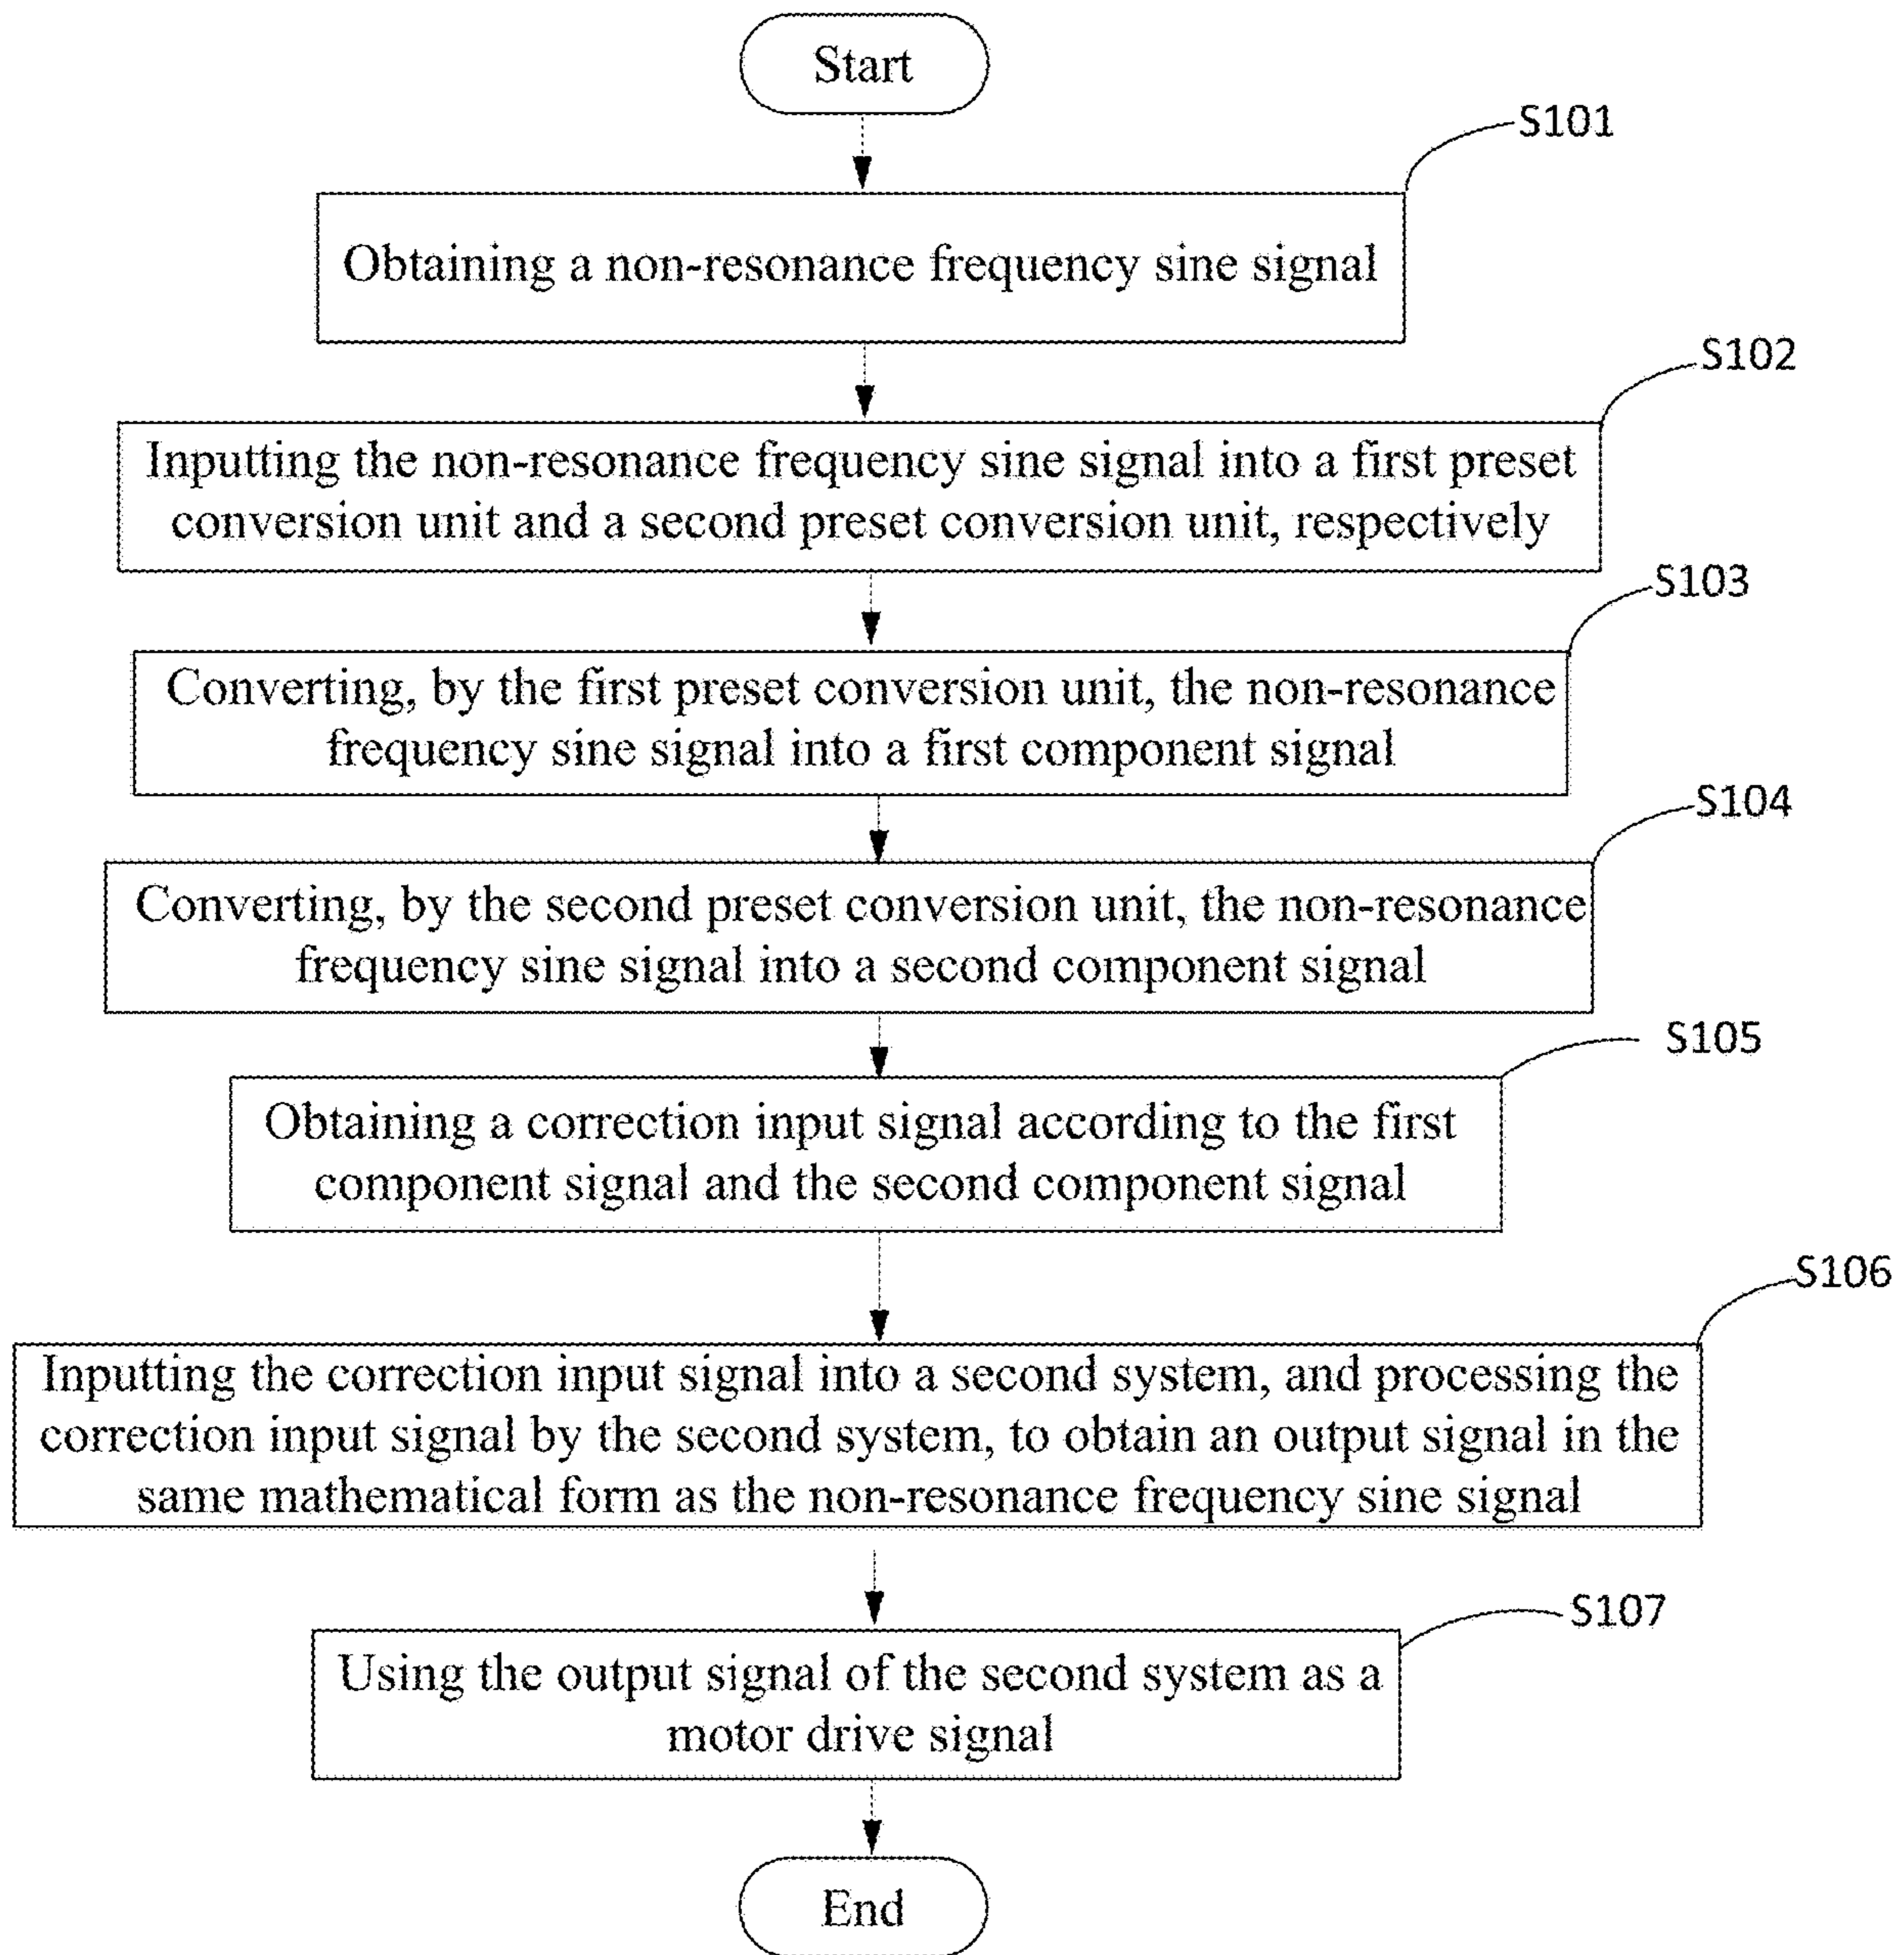 Start
S101
Obtaining a non-resonance frequency sine signal
S102
Inputting the non-resonance frequency sine signal into a first preset
conversion unit and a second preset conversion unit, respectively
S103
Converting, by the first preset conversion unit, the non-resonance
frequency sine signal into a first component signal
S104
Converting, by the second preset conversion unit, the non-resonance
frequency sine signal into a second component signal
S105
Obtaining a correction input signal according to the first
component signal and the second component signal
S106
Inputting the correction input signal into a second system, and processing the
correction input signal by the second system, to obtain an output signal in the
same mathematical form as the non-resonance frequency sine signal
S107
Using the output signal of the second system as a
motor drive signal
End